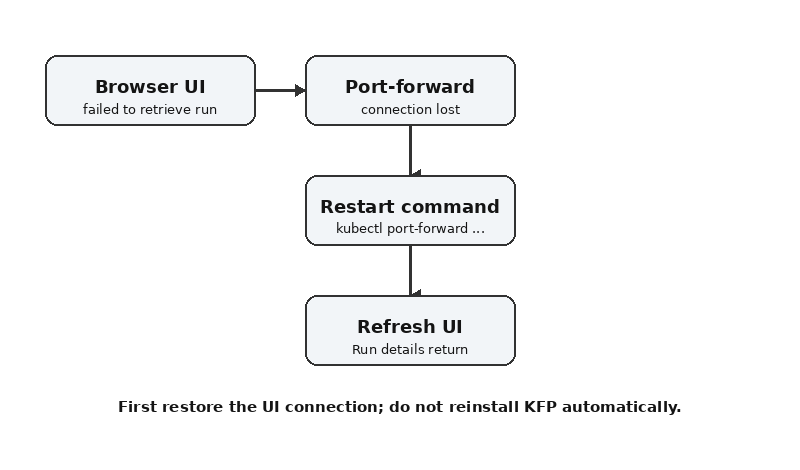 Browser UI
failed to retrieve run
Port-forward
connection lost
Restart command
kubectl port-forward ...
Refresh UI
Run details return
First restore the UI connection; do not reinstall KFP automatically.